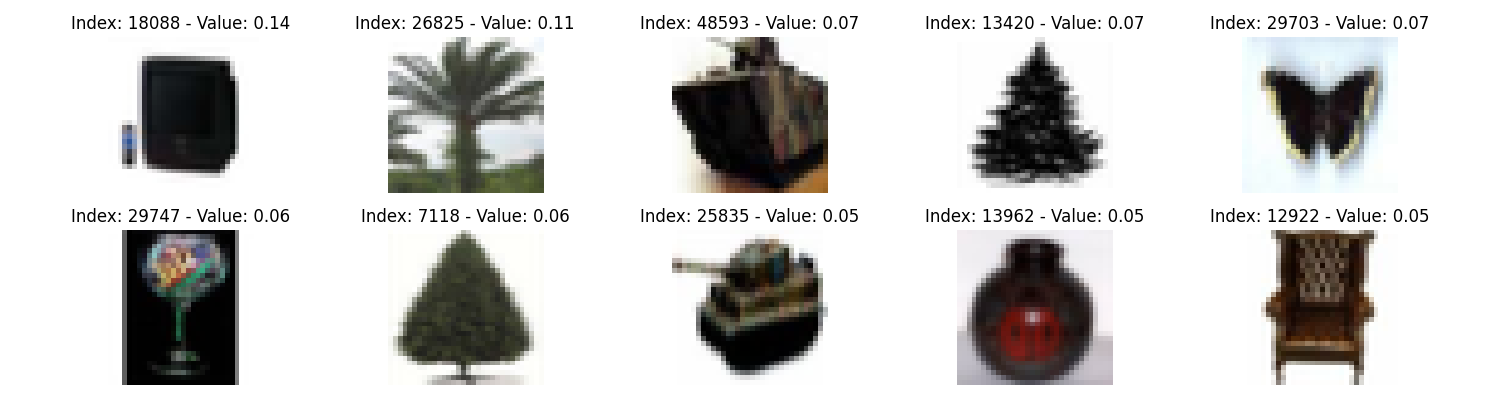 Index: 18088 - Value: 0.14
Index: 26825 - Value: 0.11
Index: 48593 - Value: 0.07
Index: 13420 - Value: 0.07
Index: 29703 - Value: 0.07
Index: 29747 - Value: 0.06
Index: 7118 - Value: 0.06
Index: 25835 - Value: 0.05
Index: 13962 - Value: 0.05
Index: 12922 - Value: 0.05